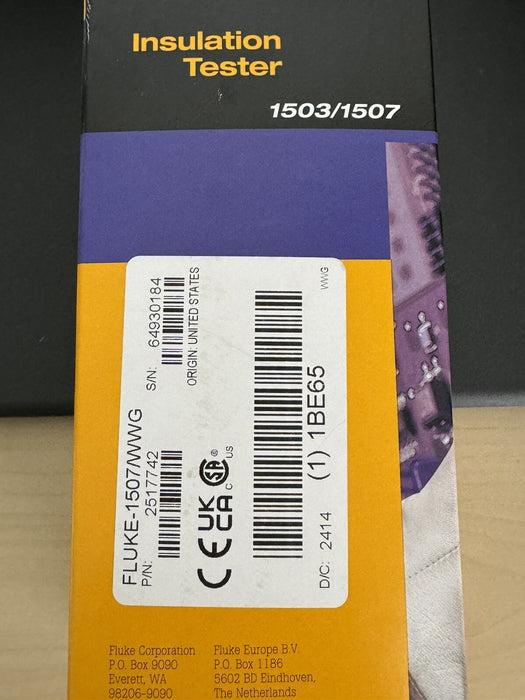 Insulation
Tester
1503/1507
FLUKE-1507/WWG
P/N: 2517742
S/N: 64930184
ORIGIN: UNITED STATES
CE UK CA C SA ® US
D/C: 2414
(1) 1BE65
WWG
Fluke Corporation
P.O. Box 9090
Everett, WA
98206-9090
Fluke Europe B.V.
P.O. Box 1186
5602 BD Eindhoven,
The Netherlands